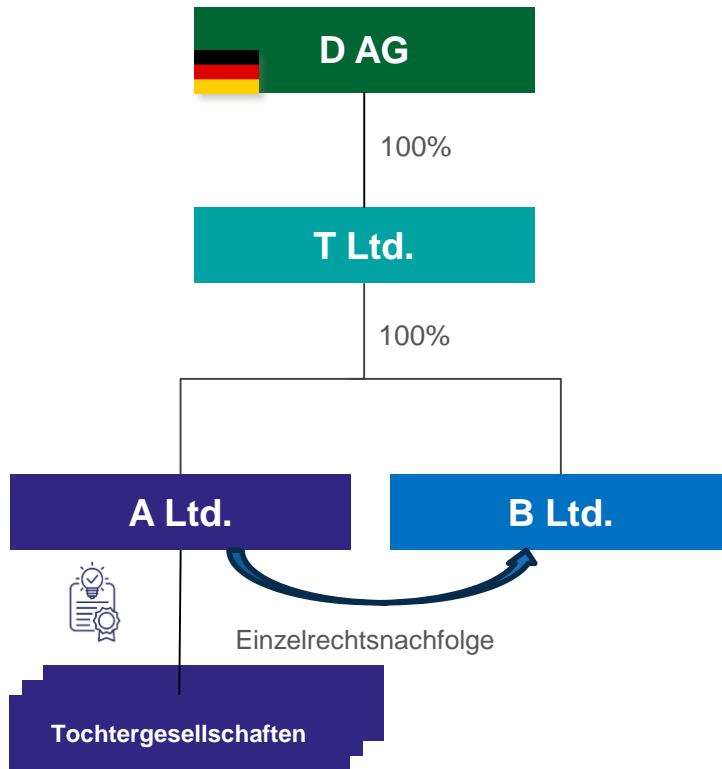 D AG
100%
T Ltd.
100%
A Ltd.
B Ltd.
Einzelrechtsnachfolge
Tochtergesellschaften